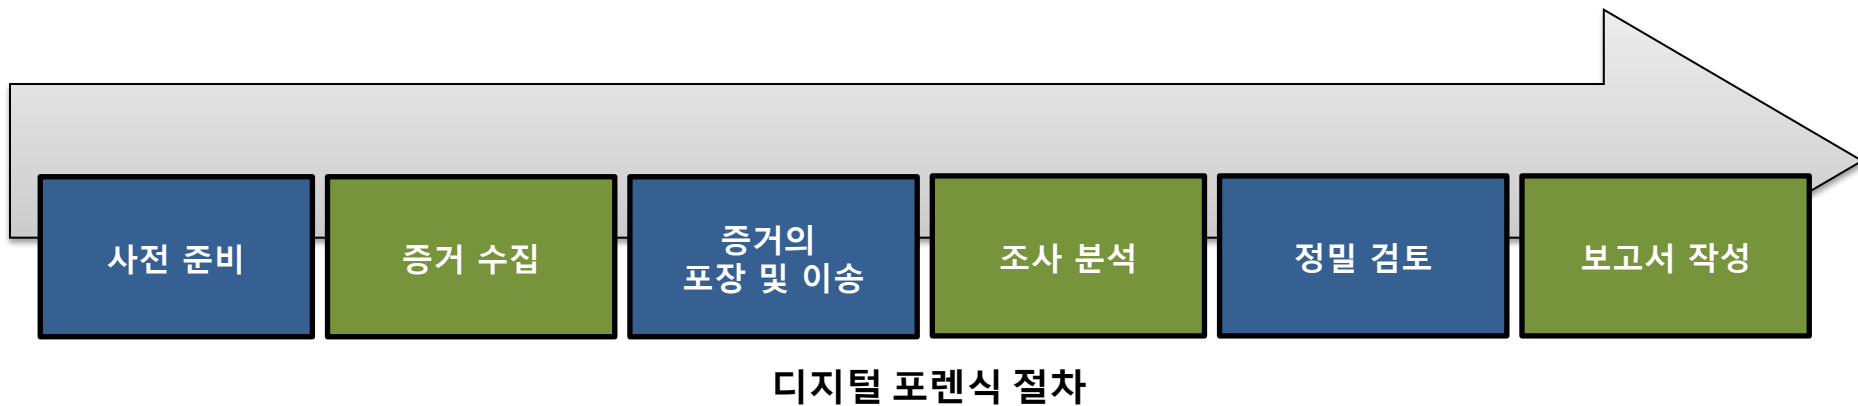 사전 준비
증거 수집
증거의
포장 및 이송
조사 분석
정밀 검토
보고서 작성
디지털 포렌식 절차